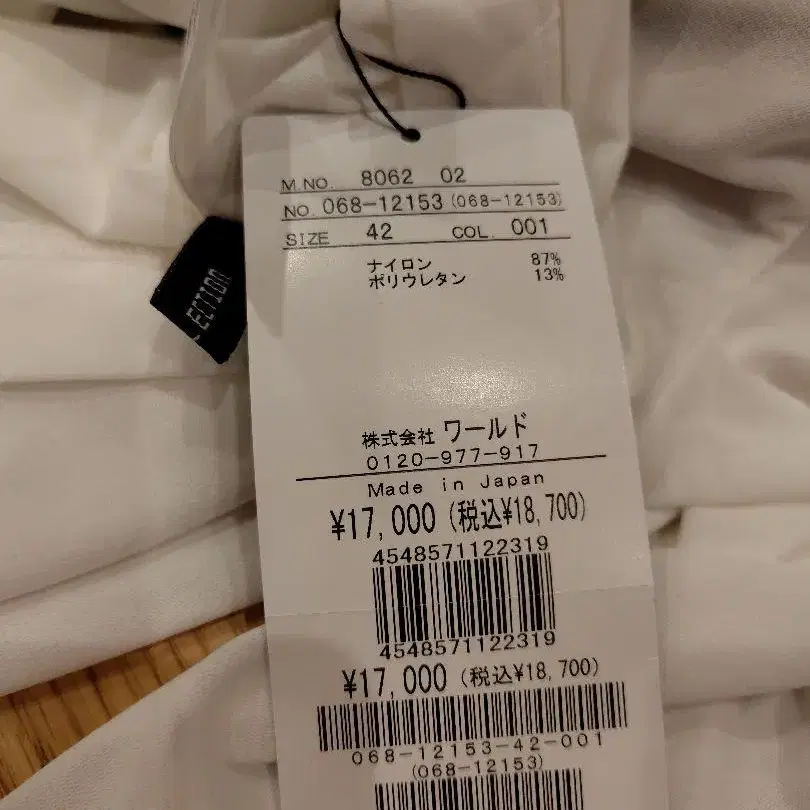 M NO. 8062 02
NO. 068-12153 (068-12153)
SIZE 42 COL. 001
ナイロン 87%
ポリウレタン 13%
株式会社 ワールド
0120-977-917
Made in Japan
¥17,000 (税込¥18,700)
4548571122319
4548571122319
¥17,000 (税込¥18,700)
068-12153-42-001
(068-12153)